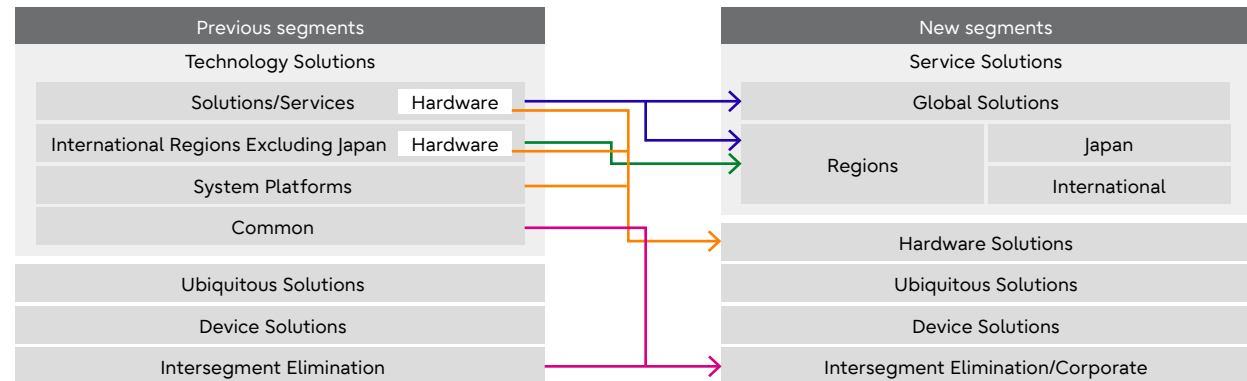 Previous segments
Technology Solutions
Solutions/Services Hardware
International Regions Excluding Japan Hardware
System Platforms
Common
Ubiquitous Solutions
Device Solutions
Intersegment Elimination
New segments
Service Solutions
Global Solutions
Regions
Japan
International
Hardware Solutions
Ubiquitous Solutions
Device Solutions
Intersegment Elimination/Corporate